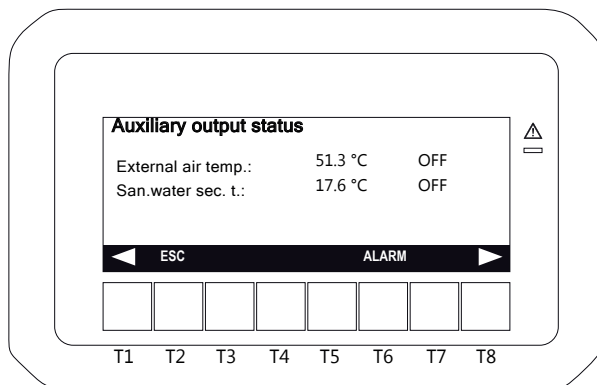 Auxiliary output status
External air temp.: 51.3 °C OFF
San.water sec. t.: 17.6 °C OFF
ESC ALARM
T1 T2 T3 T4 T5 T6 T7 T8